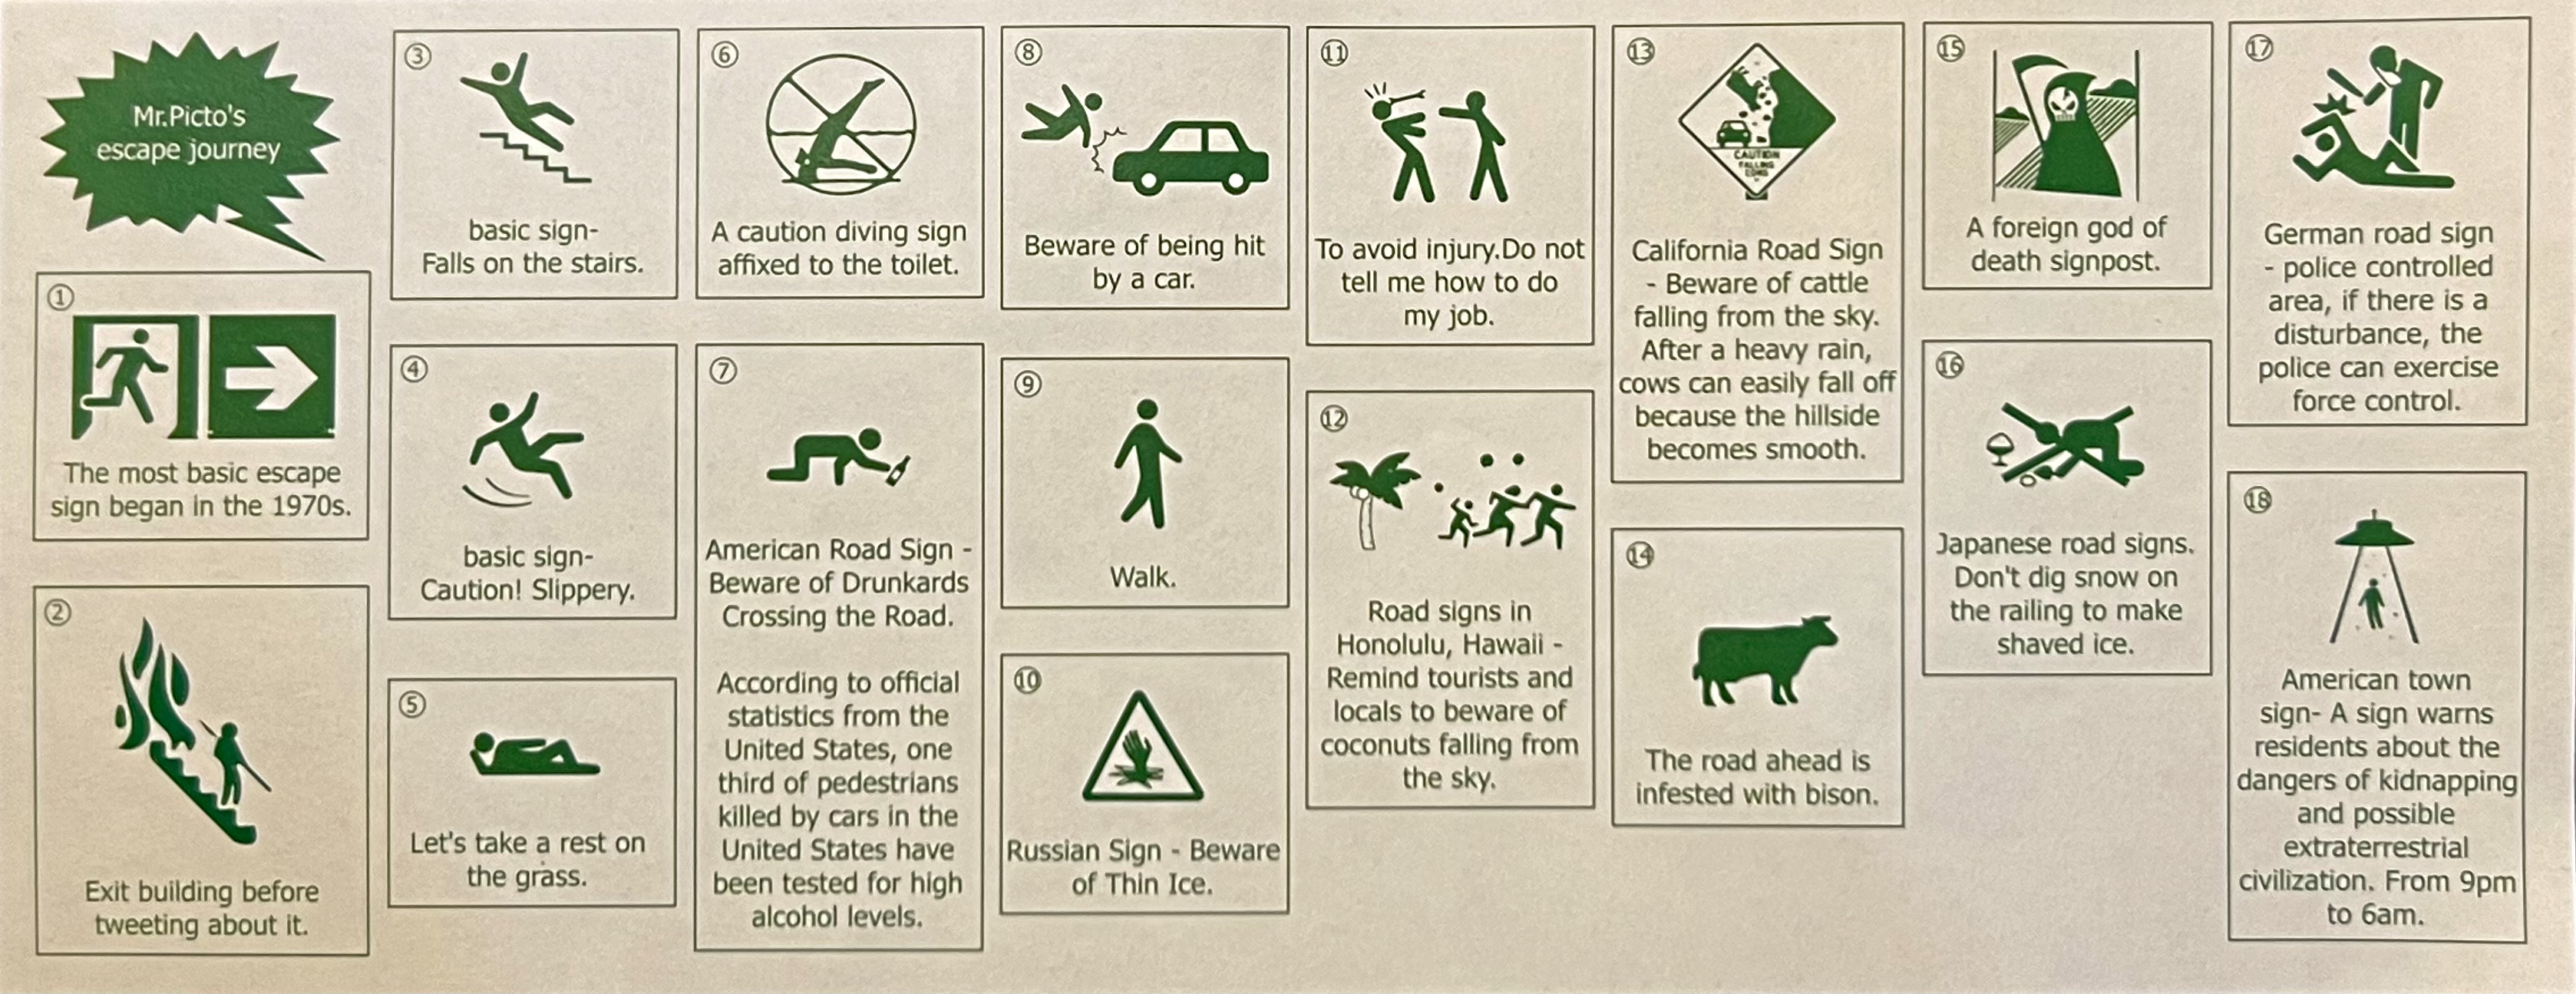 Mr.Picto's
escape journey
①
The most basic escape
sign began in the 1970s.
②
Exit building before
tweeting about it.
③
basic sign-
Falls on the stairs.
④
basic sign-
Caution! Slippery.
⑤
Let's take a rest on
the grass.
⑥
A caution diving sign
affixed to the toilet.
⑦
American Road Sign -
Beware of Drunkards
Crossing the Road.
According to official
statistics from the
United States, one
third of pedestrians
killed by cars in the
United States have
been tested for high
alcohol levels.
⑧
Beware of being hit
by a car.
⑨
Walk.
⑩
Russian Sign - Beware
of Thin Ice.
⑪
To avoid injury.Do not
tell me how to do
my job.
⑫
Road signs in
Honolulu, Hawaii -
Remind tourists and
locals to beware of
coconuts falling from
the sky.
⑬
CAUTION
FALLING
COWS
California Road Sign
- Beware of cattle
falling from the sky.
After a heavy rain,
cows can easily fall off
because the hillside
becomes smooth.
⑭
The road ahead is
infested with bison.
⑮
A foreign god of
death signpost.
⑯
Japanese road signs.
Don't dig snow on
the railing to make
shaved ice.
⑰
German road sign
- police controlled
area, if there is a
disturbance, the
police can exercise
force control.
⑱
American town
sign- A sign warns
residents about the
dangers of kidnapping
and possible
extraterrestrial
civilization. From 9pm
to 6am.